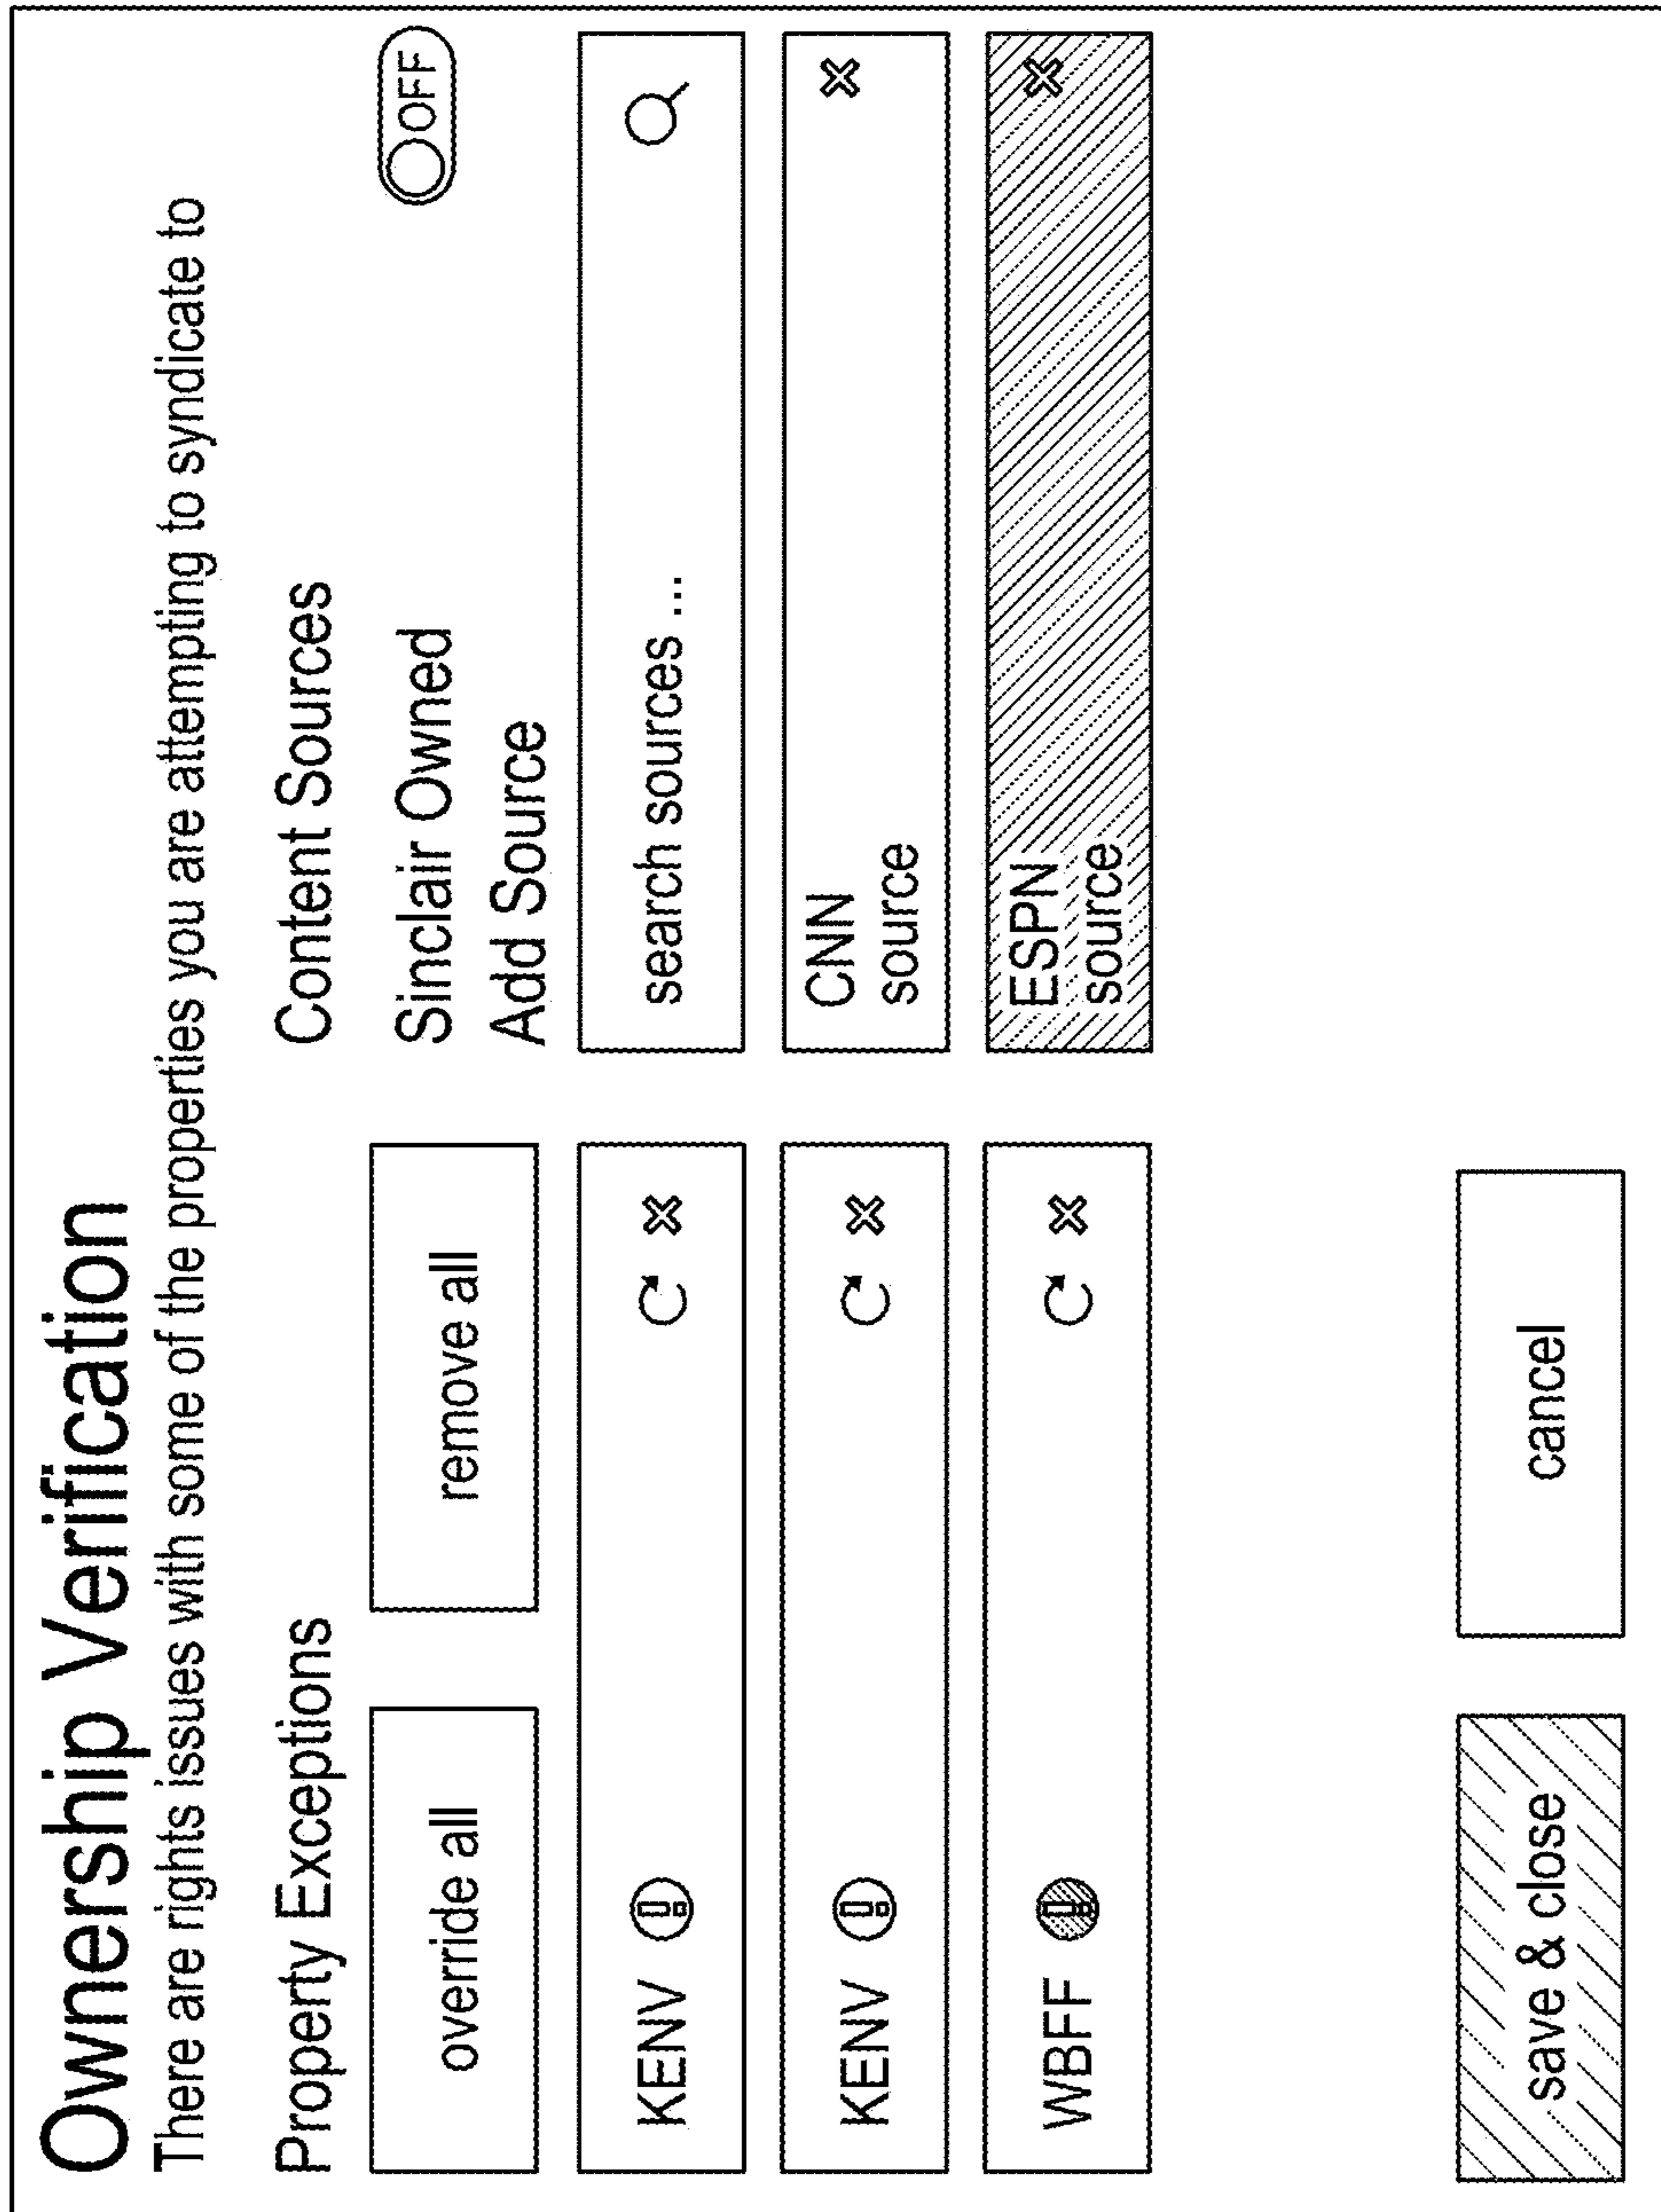 Ownership Verification
There are rights issues with some of the properties you are attempting to syndicate to
Property Exceptions
override all
remove all
KENV !
KENV !
WBFF !
Content Sources
Sinclair Owned
OFF
Add Source
search sources ...
CNN
source
ESPN
source
save & close
cancel